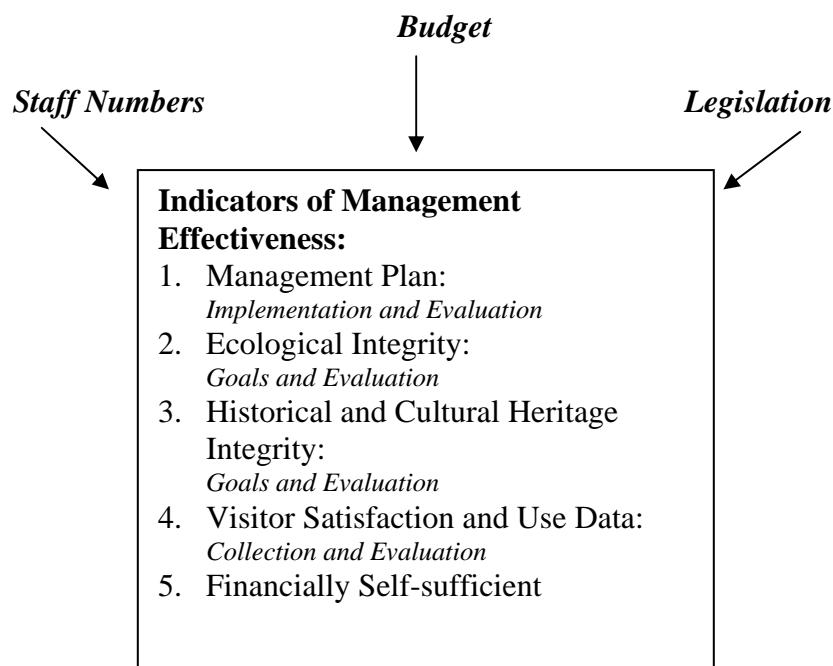 Budget
Staff Numbers
Legislation
Indicators of Management
Effectiveness:
1. Management Plan:
Implementation and Evaluation
2. Ecological Integrity:
Goals and Evaluation
3. Historical and Cultural Heritage
Integrity:
Goals and Evaluation
4. Visitor Satisfaction and Use Data:
Collection and Evaluation
5. Financially Self-sufficient